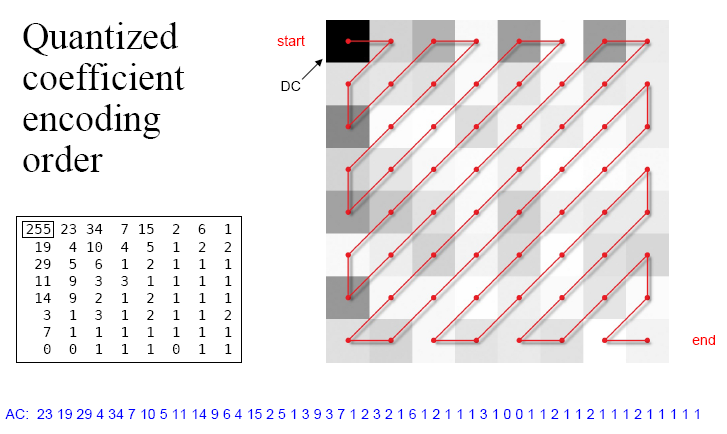 Quantized
coefficient
encoding
order
start
DC
255 23 34 7 15 2 6 1
19 4 10 4 5 1 2 2
29 5 6 1 2 1 1 1
11 9 3 3 1 1 1 1
14 9 2 1 2 1 1 1
3 1 3 1 2 1 1 2
7 1 1 1 1 1 1 1
0 0 1 1 1 0 1 1
end
AC: 23 19 29 4 34 7 10 5 11 14 9 6 4 15 2 5 1 3 9 3 7 1 2 3 2 1 6 1 2 1 1 1 3 1 0 0 1 1 2 1 1 2 1 1 1 2 1 1 1 1 1